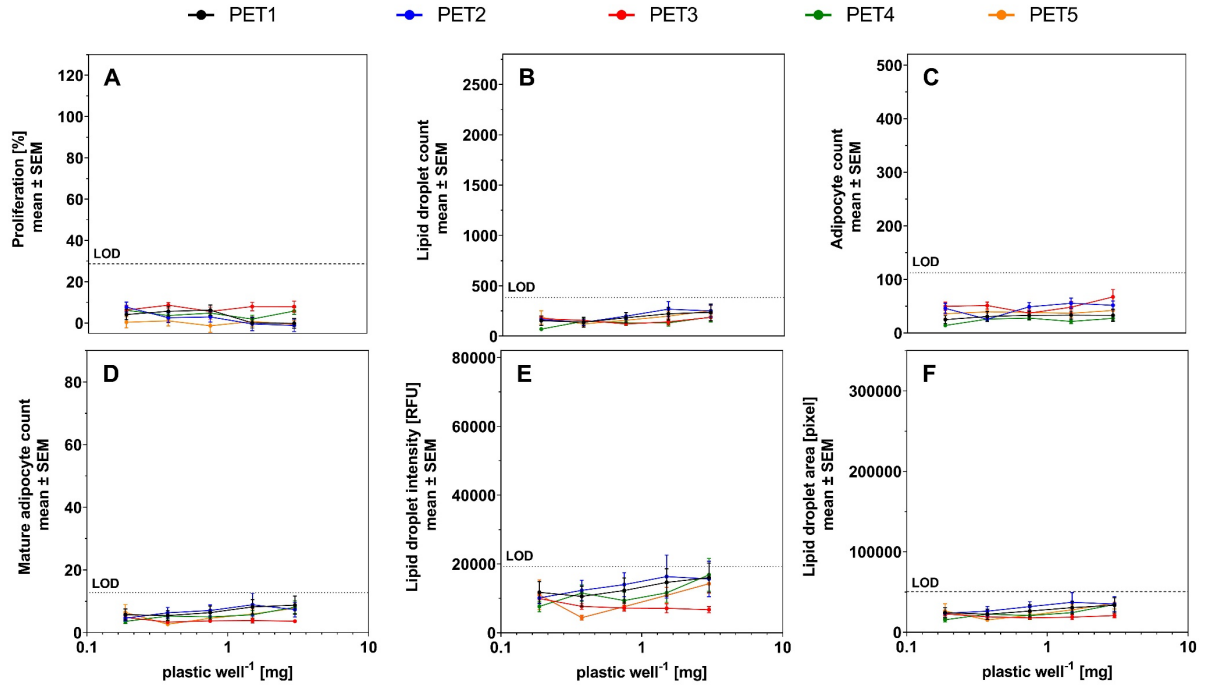 PET1 PET2 PET3 PET4 PET5
A
Proliferation [%]
mean ± SEM
120
100
80
60
40
20
0
LOD
B
Lipid droplet count
mean ± SEM
2500
2000
1500
1000
500
0
LOD
C
Adipocyte count
mean ± SEM
500
400
300
200
100
0
LOD
D
Mature adipocyte count
mean ± SEM
80
60
40
20
0
LOD
0.1 1 10
plastic well⁻¹ [mg]
E
Lipid droplet intensity [RFU]
mean ± SEM
80000
60000
40000
20000
0
LOD
0.1 1 10
plastic well⁻¹ [mg]
F
Lipid droplet area [pixel]
mean ± SEM
300000
200000
100000
0
LOD
0.1 1 10
plastic well⁻¹ [mg]